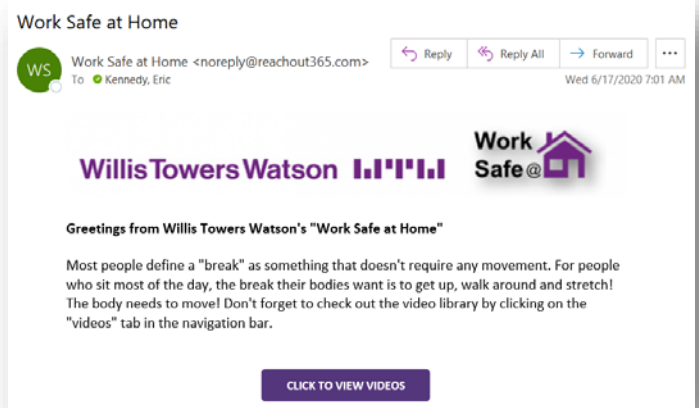 Work Safe at Home
WS
Work Safe at Home <noreply@reachout365.com>
To Kennedy, Eric
Reply
Reply All
Forward
...
Wed 6/17/2020 7:01 AM
Willis Towers Watson
Work
Safe@
Greetings from Willis Towers Watson's "Work Safe at Home"
Most people define a "break" as something that doesn't require any movement. For people
who sit most of the day, the break their bodies want is to get up, walk around and stretch!
The body needs to move! Don't forget to check out the video library by clicking on the
"videos" tab in the navigation bar.
CLICK TO VIEW VIDEOS